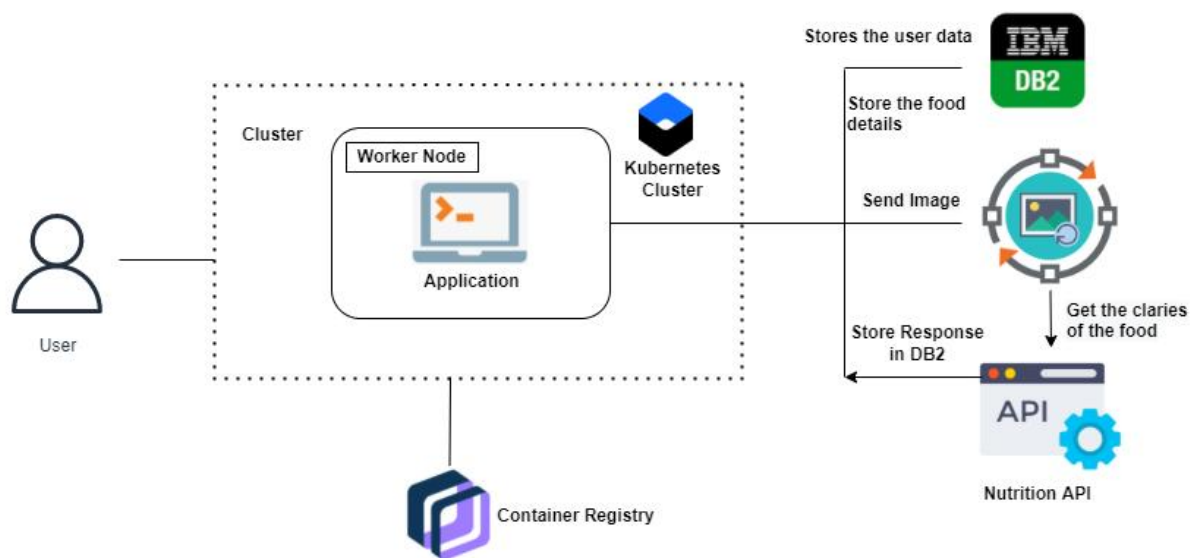 Stores the user data
IBM
DB2
Store the food
details
Cluster
Worker Node
Kubernetes
Cluster
Send Image
Application
User
Get the claries
of the food
Store Response
in DB2
API
Nutrition API
Container Registry